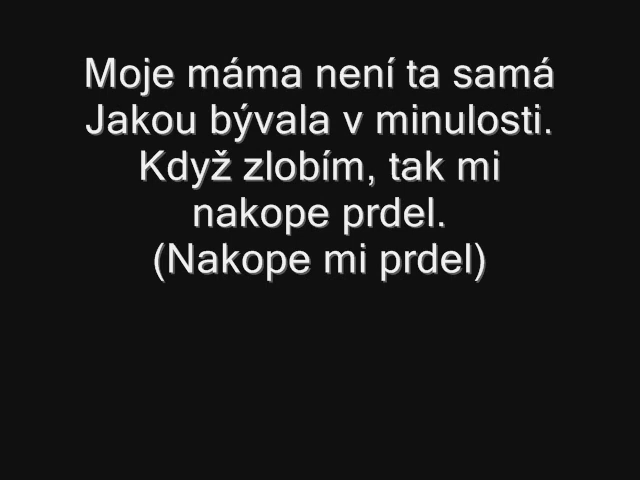 Moje máma není ta samá
Jakou bývala v minulosti.
Když zlobím, tak mi
nakope prdel.
(Nakope mi prdel)